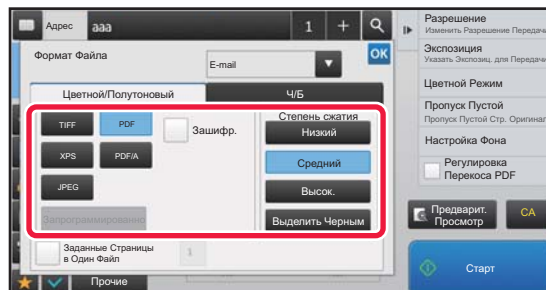 Адрес
aaa
1
+
Формат Файла
E-mail
OK
Цветной/Полутоновый
Ч/Б
TIFF
PDF
Зашифр.
XPS
PDF/A
JPEG
Запрограммированно
Степень сжатия
Низкий
Средний
Высок.
Выделить Черным
Заданные Страницы
в Один Файл
1
Прочие
Разрешение
Изменить Разрешение Передачи
Экспозиция
Указать Экспозиц. для Передачи
Цветной Режим
Пропуск Пустой
Пропуск Пустой Стр. Оригинал
Настройка Фона
Регулировка
Перекоса PDF
Предварит.
Просмотр
CA
Старт